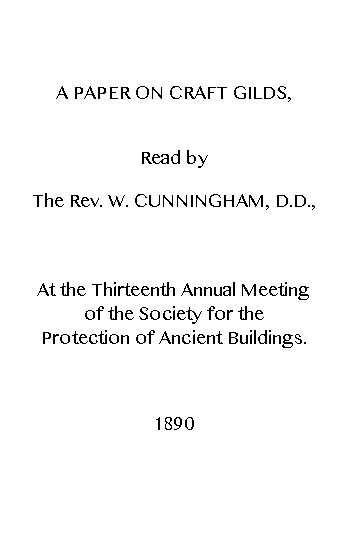 A PAPER ON CRAFT GILDS,
Read by
The Rev. W. CUNNINGHAM, D.D.,
At the Thirteenth Annual Meeting
of the Society for the
Protection of Ancient Buildings.
1890